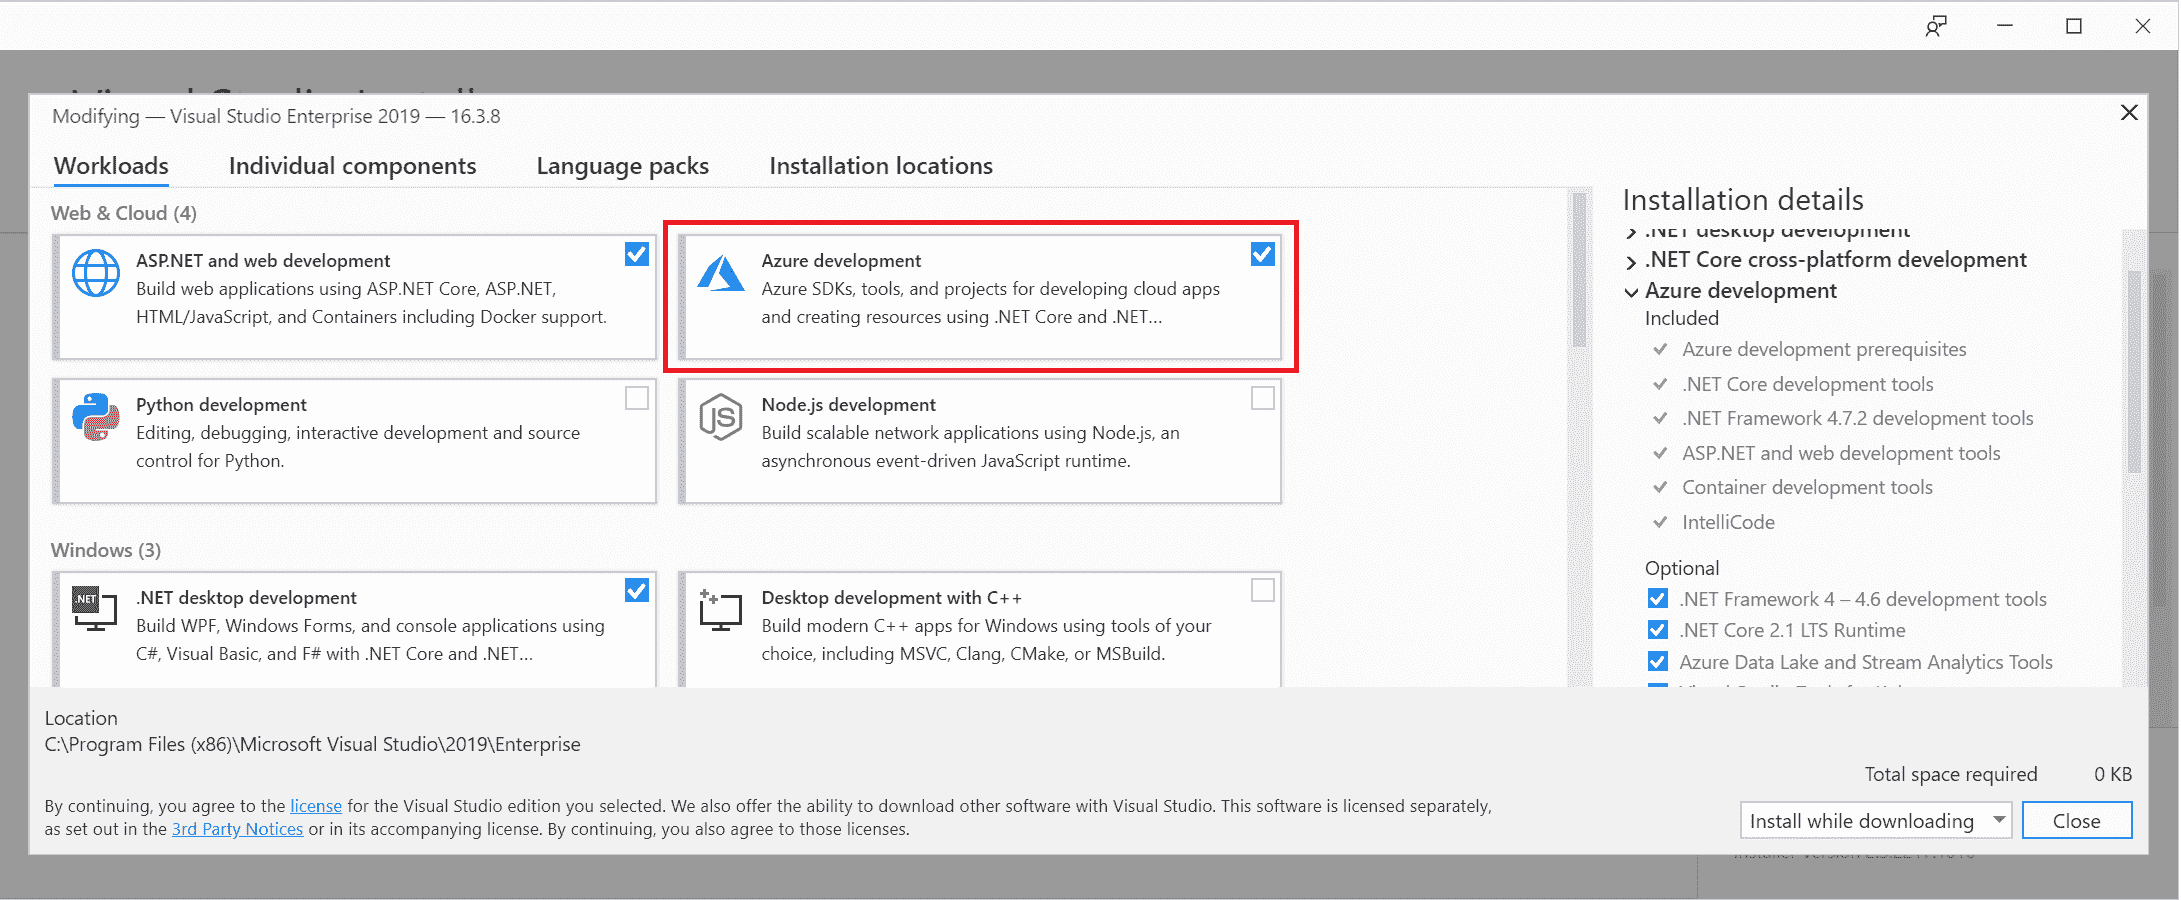 Modifying — Visual Studio Enterprise 2019 — 16.3.8
Workloads
Individual components
Language packs
Installation locations
Web & Cloud (4)
ASP.NET and web development
Build web applications using ASP.NET Core, ASP.NET,
HTML/JavaScript, and Containers including Docker support.
Azure development
Azure SDKs, tools, and projects for developing cloud apps
and creating resources using .NET Core and .NET...
Python development
Editing, debugging, interactive development and source
control for Python.
JS
Node.js development
Build scalable network applications using Node.js, an
asynchronous event-driven JavaScript runtime.
Windows (3)
.NET
.NET desktop development
Build WPF, Windows Forms, and console applications using
C#, Visual Basic, and F# with .NET Core and .NET...
Desktop development with C++
Build modern C++ apps for Windows using tools of your
choice, including MSVC, Clang, CMake, or MSBuild.
Installation details
.NET desktop development
.NET Core cross-platform development
Azure development
Included
Azure development prerequisites
.NET Core development tools
.NET Framework 4.7.2 development tools
ASP.NET and web development tools
Container development tools
IntelliCode
Optional
.NET Framework 4 – 4.6 development tools
.NET Core 2.1 LTS Runtime
Azure Data Lake and Stream Analytics Tools
Location
C:\Program Files (x86)\Microsoft Visual Studio\2019\Enterprise
Total space required 0 KB
By continuing, you agree to the license for the Visual Studio edition you selected. We also offer the ability to download other software with Visual Studio. This software is licensed separately,
as set out in the 3rd Party Notices or in its accompanying license. By continuing, you also agree to those licenses.
Install while downloading
Close